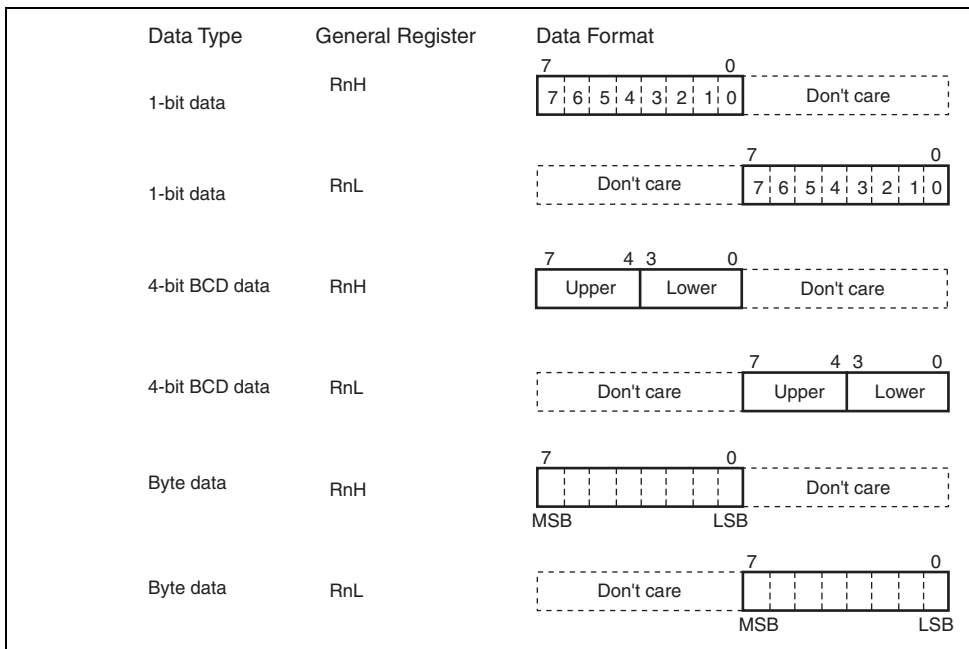 Data Type General Register Data Format
7 0
1-bit data RnH 7 6 5 4 3 2 1 0 Don't care
7 0
1-bit data RnL Don't care 7 6 5 4 3 2 1 0
7 4 3 0
4-bit BCD data RnH Upper Lower Don't care
7 4 3 0
4-bit BCD data RnL Don't care Upper Lower
7 0
Byte data RnH Don't care
MSB LSB
7 0
Byte data RnL Don't care
MSB LSB